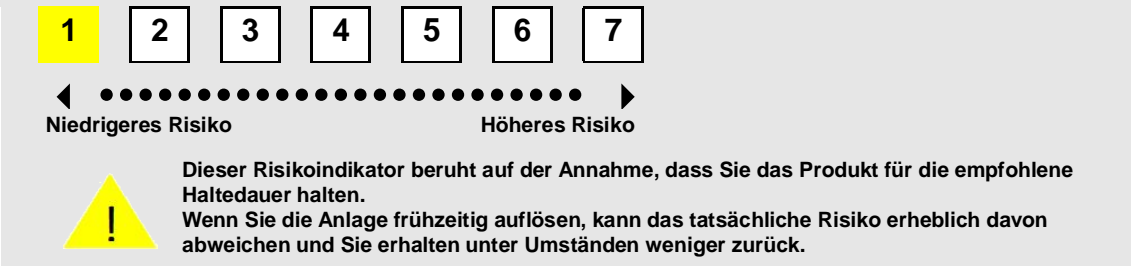 1 2 3 4 5 6 7
Niedrigeres Risiko Höheres Risiko
Dieser Risikoindikator beruht auf der Annahme, dass Sie das Produkt für die empfohlene
Haltedauer halten.
! Wenn Sie die Anlage frühzeitig auflösen, kann das tatsächliche Risiko erheblich davon
abweichen und Sie erhalten unter Umständen weniger zurück.